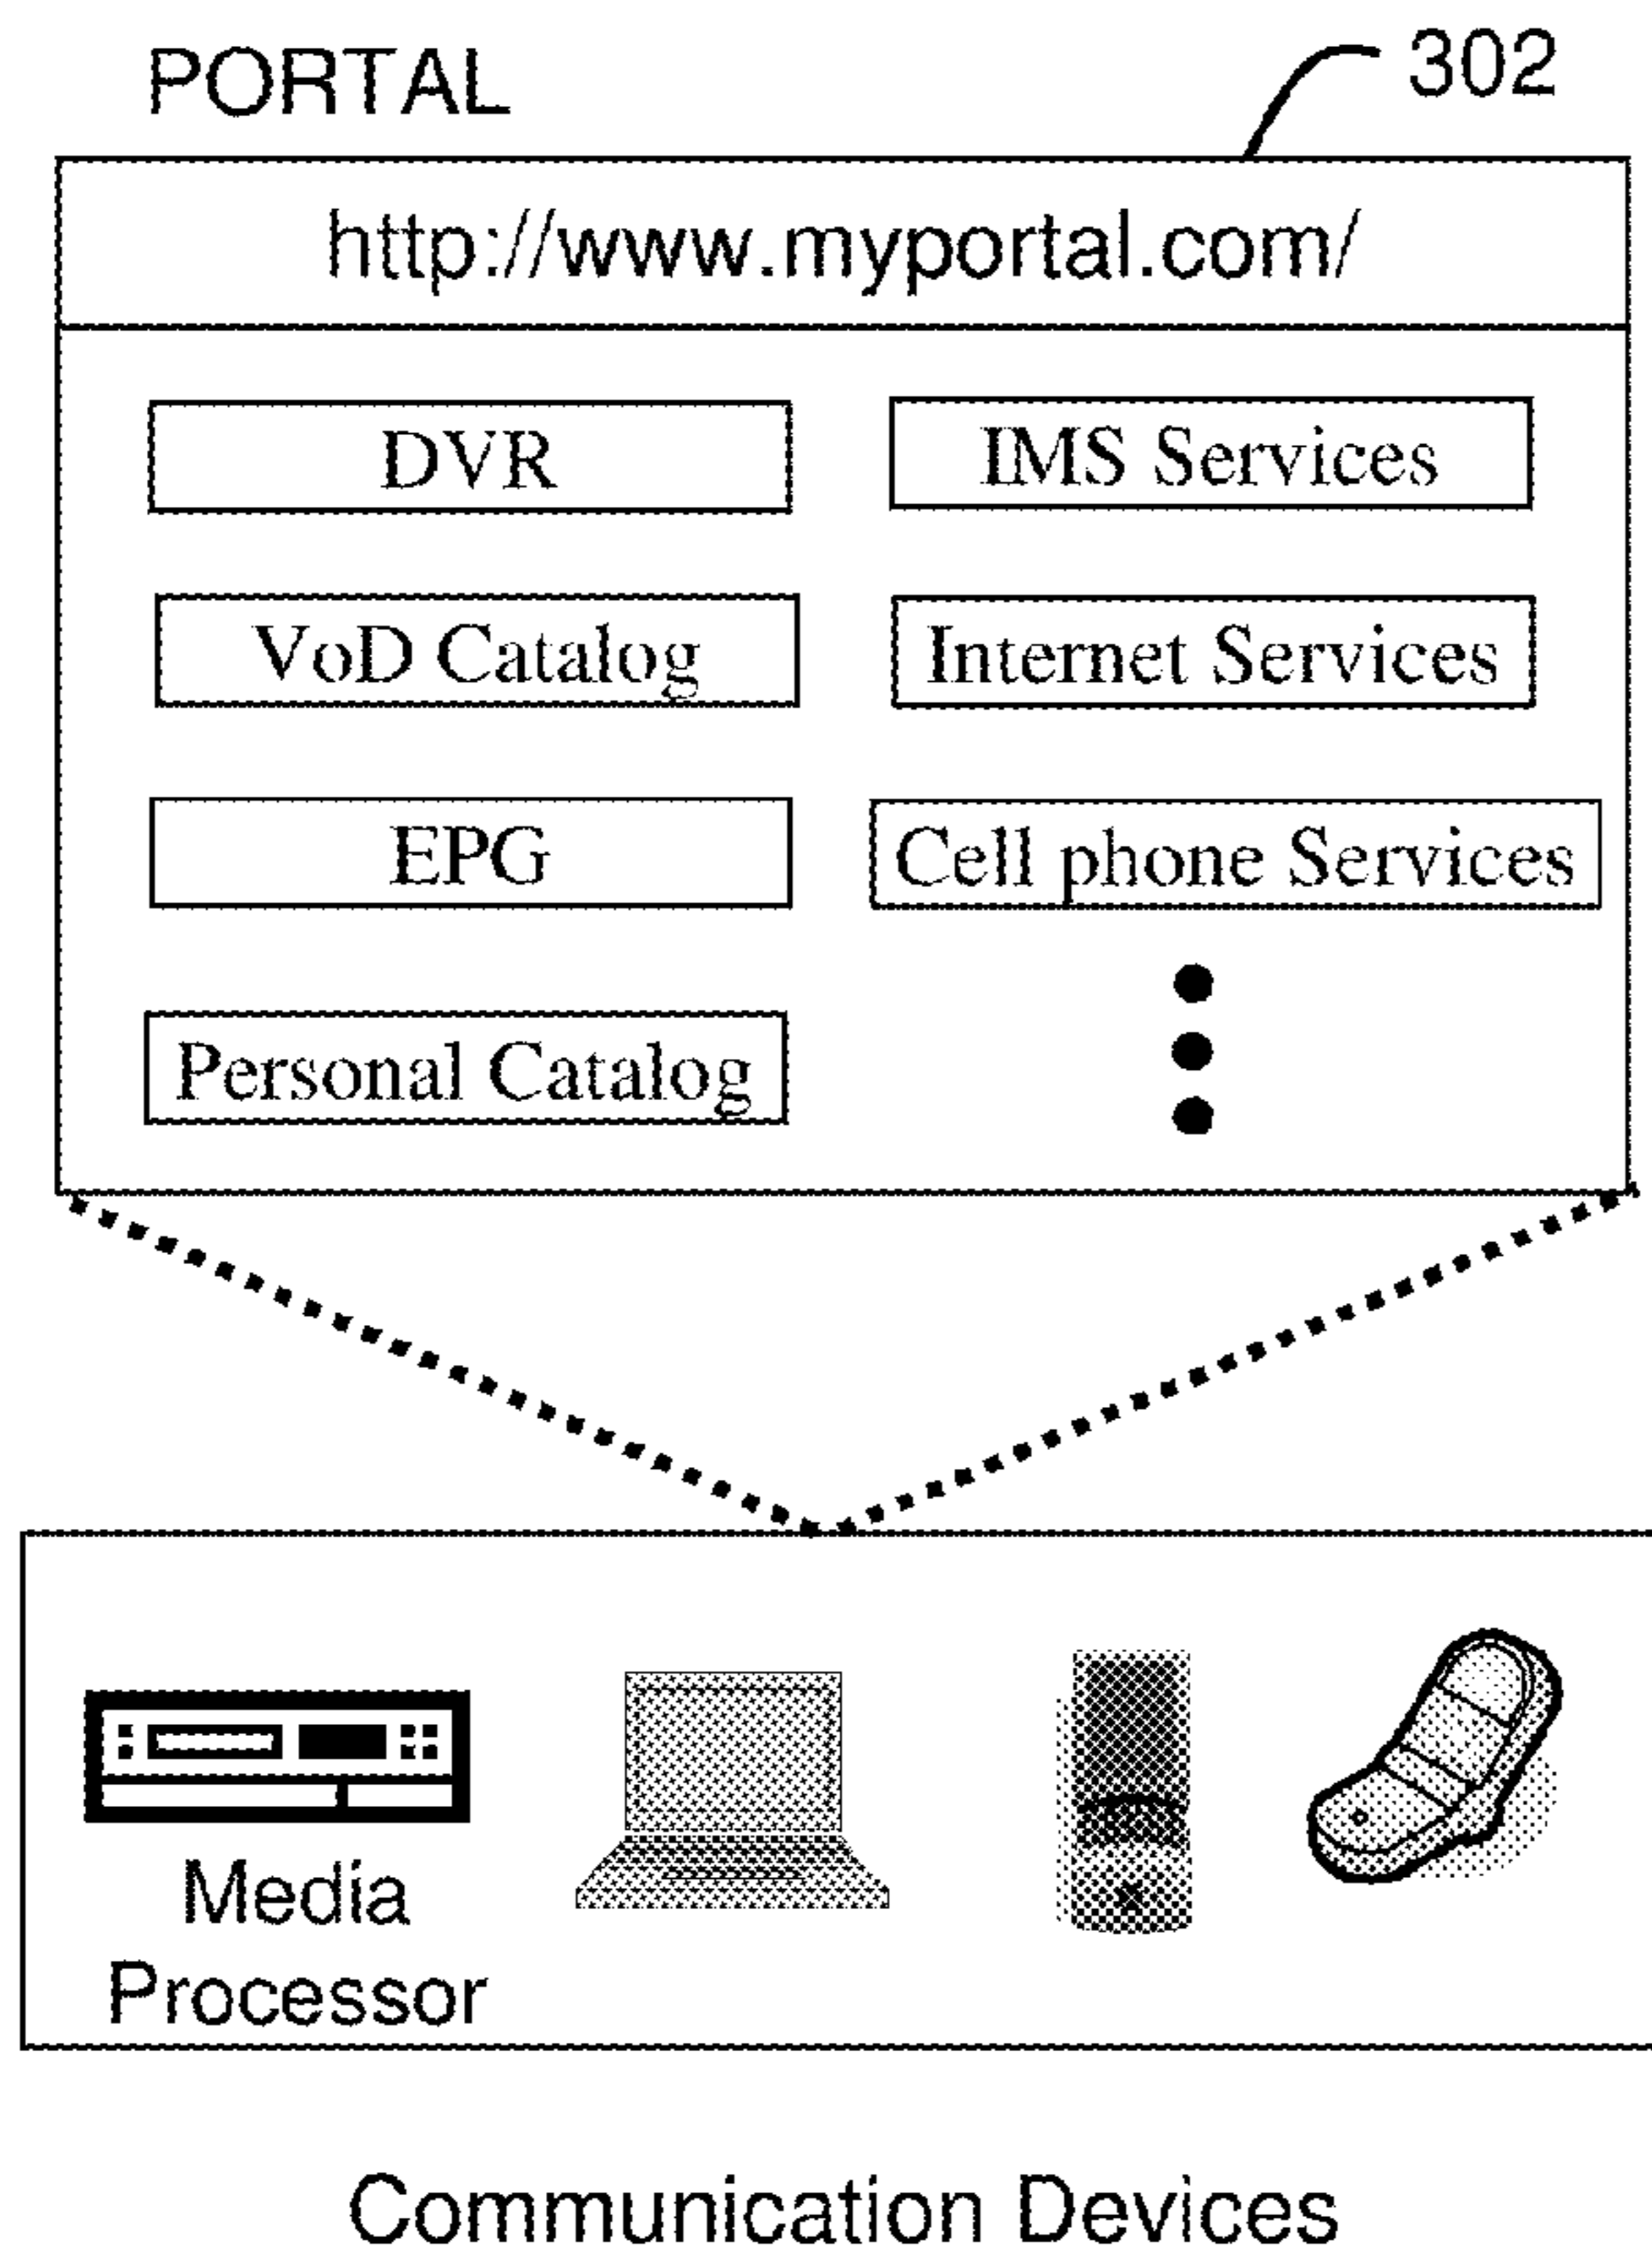 PORTAL
302
http://www.myportal.com/
DVR
IMS Services
VoD Catalog
Internet Services
EPG
Cell phone Services
Personal Catalog
Media
Processor
Communication Devices